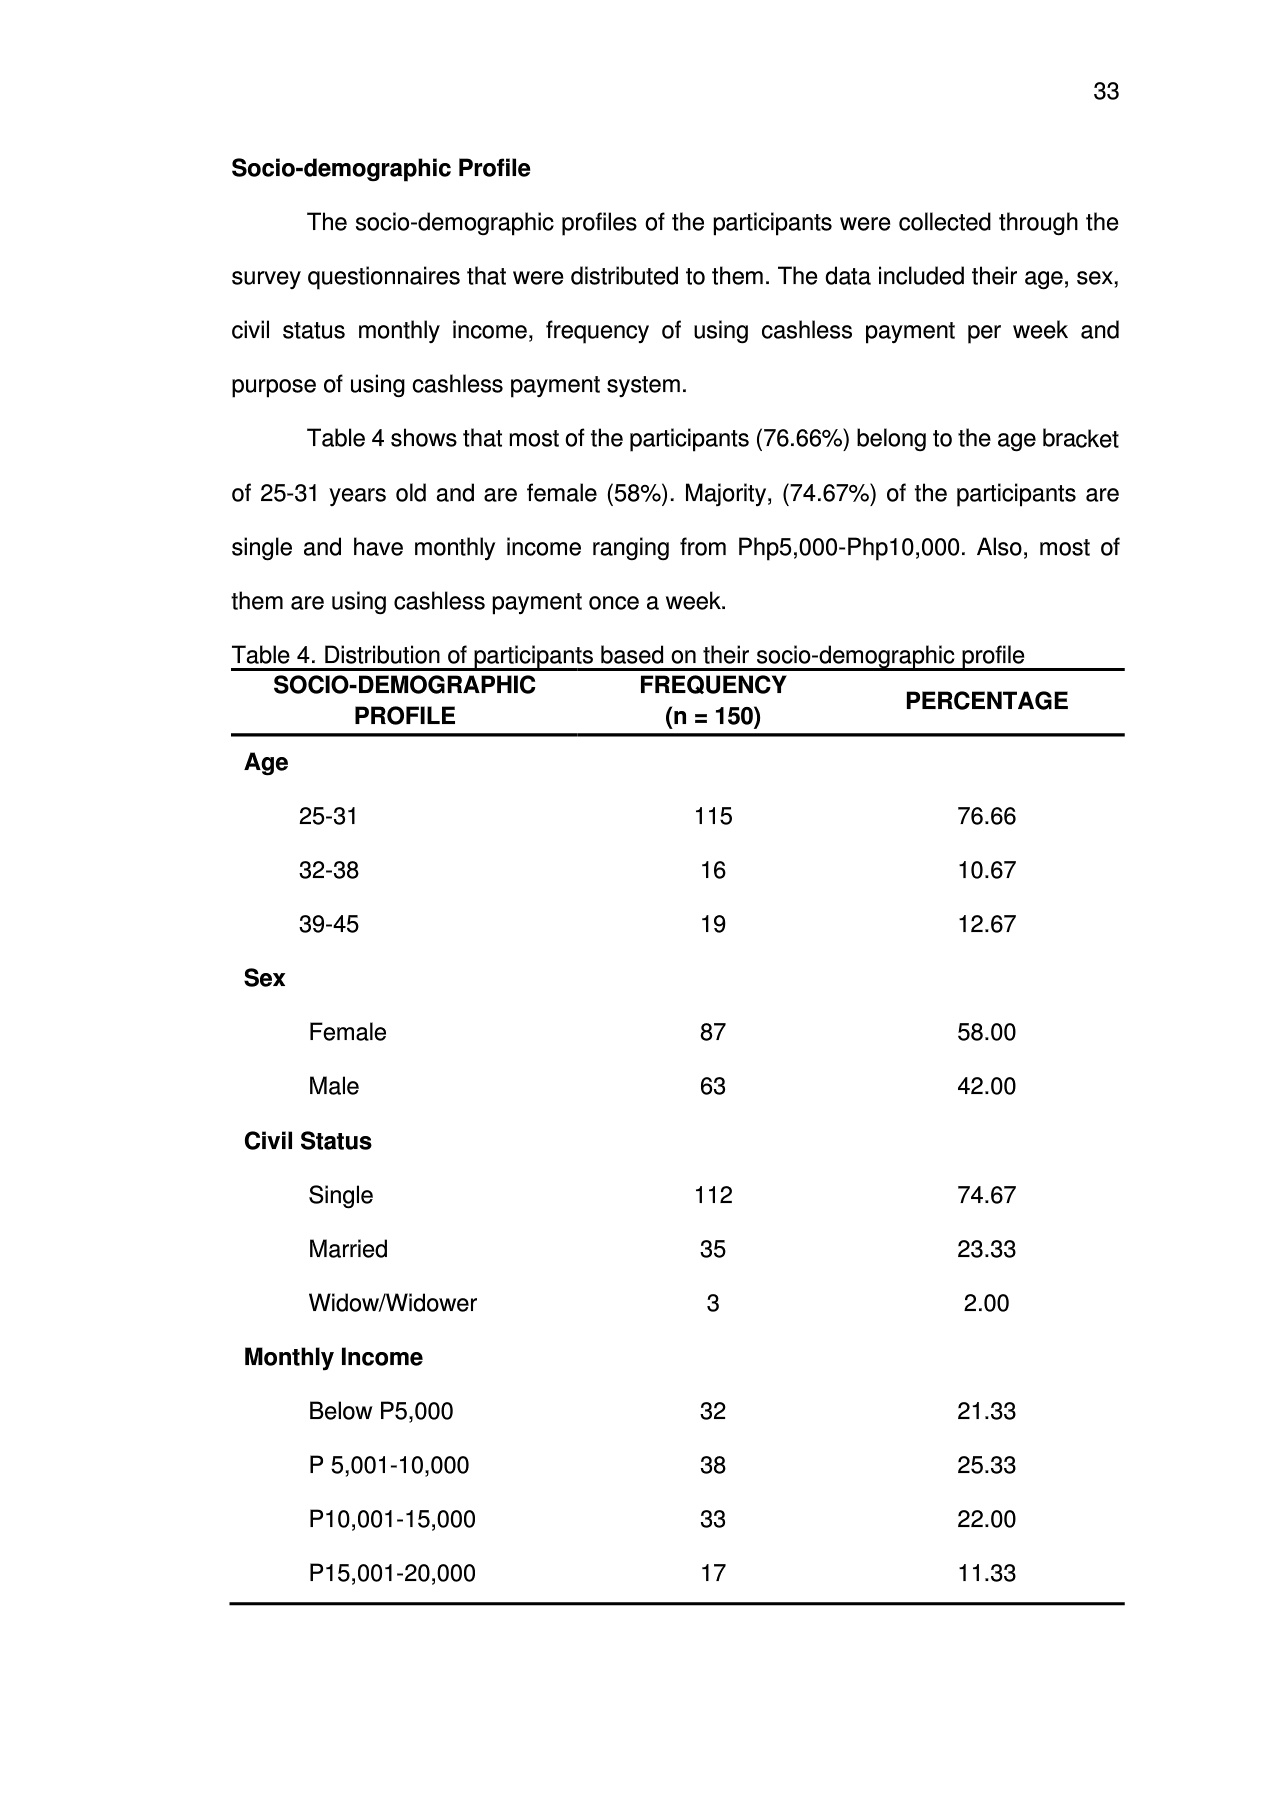 33
Socio-demographic Profile
The socio-demographic profiles of the participants were collected through the
survey questionnaires that were distributed to them. The data included their age, sex,
civil status monthly income, frequency of using cashless payment per week and
purpose of using cashless payment system.
Table 4 shows that most of the participants (76.66%) belong to the age bracket
of 25-31 years old and are female (58%). Majority, (74.67%) of the participants are
single and have monthly income ranging from Php5,000-Php10,000. Also, most of
them are using cashless payment once a week.
Table 4. Distribution of participants based on their socio-demographic profile
SOCIO-DEMOGRAPHIC PROFILE FREQUENCY (n = 150) PERCENTAGE
Age
25-31 115 76.66
32-38 16 10.67
39-45 19 12.67
Sex
Female 87 58.00
Male 63 42.00
Civil Status
Single 112 74.67
Married 35 23.33
Widow/Widower 3 2.00
Monthly Income
Below P5,000 32 21.33
P 5,001-10,000 38 25.33
P10,001-15,000 33 22.00
P15,001-20,000 17 11.33